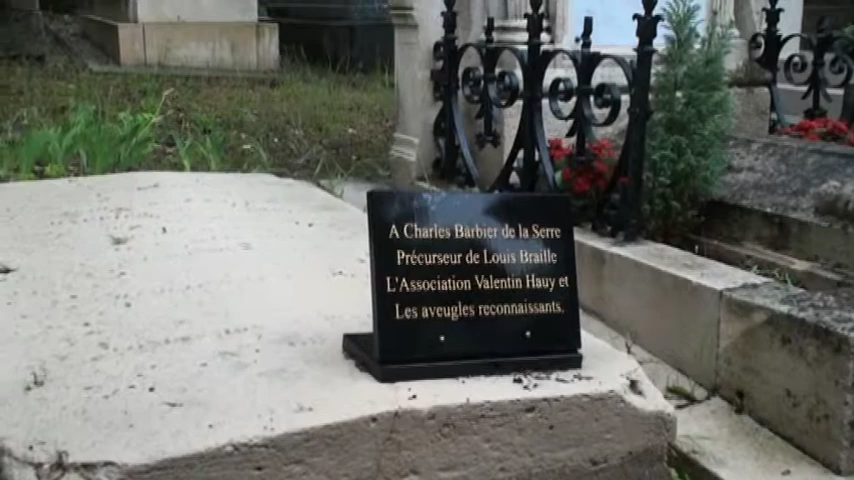 A Charles Barbier de la Serre
Précurseur de Louis Braille
L'Association Valentin Hauy et
Les aveugles reconnaissants.